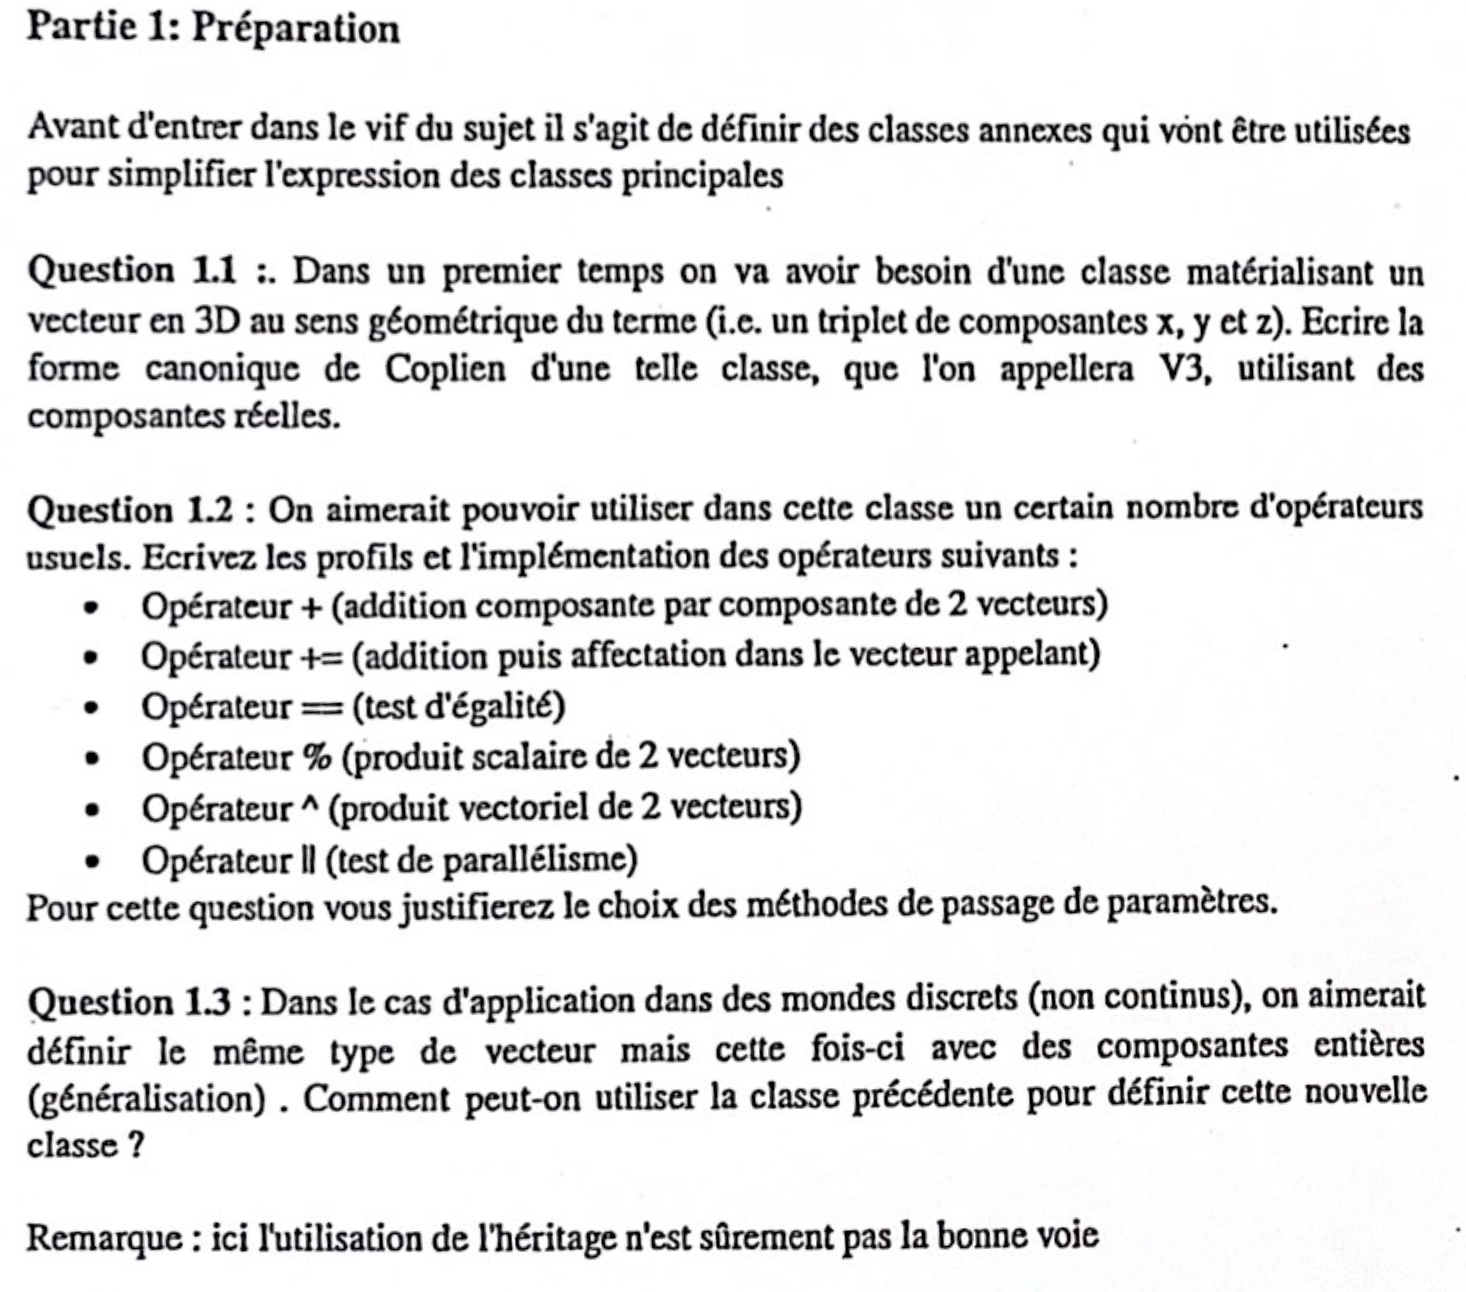 Partie 1: Préparation
Avant d'entrer dans le vif du sujet il s'agit de définir des classes annexes qui vont être utilisées
pour simplifier l'expression des classes principales
Question 1.1 :. Dans un premier temps on va avoir besoin d'une classe matérialisant un
vecteur en 3D au sens géométrique du terme (i.e. un triplet de composantes x, y et z). Ecrire la
forme canonique de Coplien d'une telle classe, que l'on appellera V3, utilisant des
composantes réelles.
Question 1.2 : On aimerait pouvoir utiliser dans cette classe un certain nombre d'opérateurs
usuels. Ecrivez les profils et l'implémentation des opérateurs suivants :
• Opérateur + (addition composante par composante de 2 vecteurs)
• Opérateur += (addition puis affectation dans le vecteur appelant)
• Opérateur == (test d'égalité)
• Opérateur % (produit scalaire de 2 vecteurs)
• Opérateur ^ (produit vectoriel de 2 vecteurs)
• Opérateur || (test de parallélisme)
Pour cette question vous justifierez le choix des méthodes de passage de paramètres.
Question 1.3 : Dans le cas d'application dans des mondes discrets (non continus), on aimerait
définir le même type de vecteur mais cette fois-ci avec des composantes entières
(généralisation) . Comment peut-on utiliser la classe précédente pour définir cette nouvelle
classe ?
Remarque : ici l'utilisation de l'héritage n'est sûrement pas la bonne voie